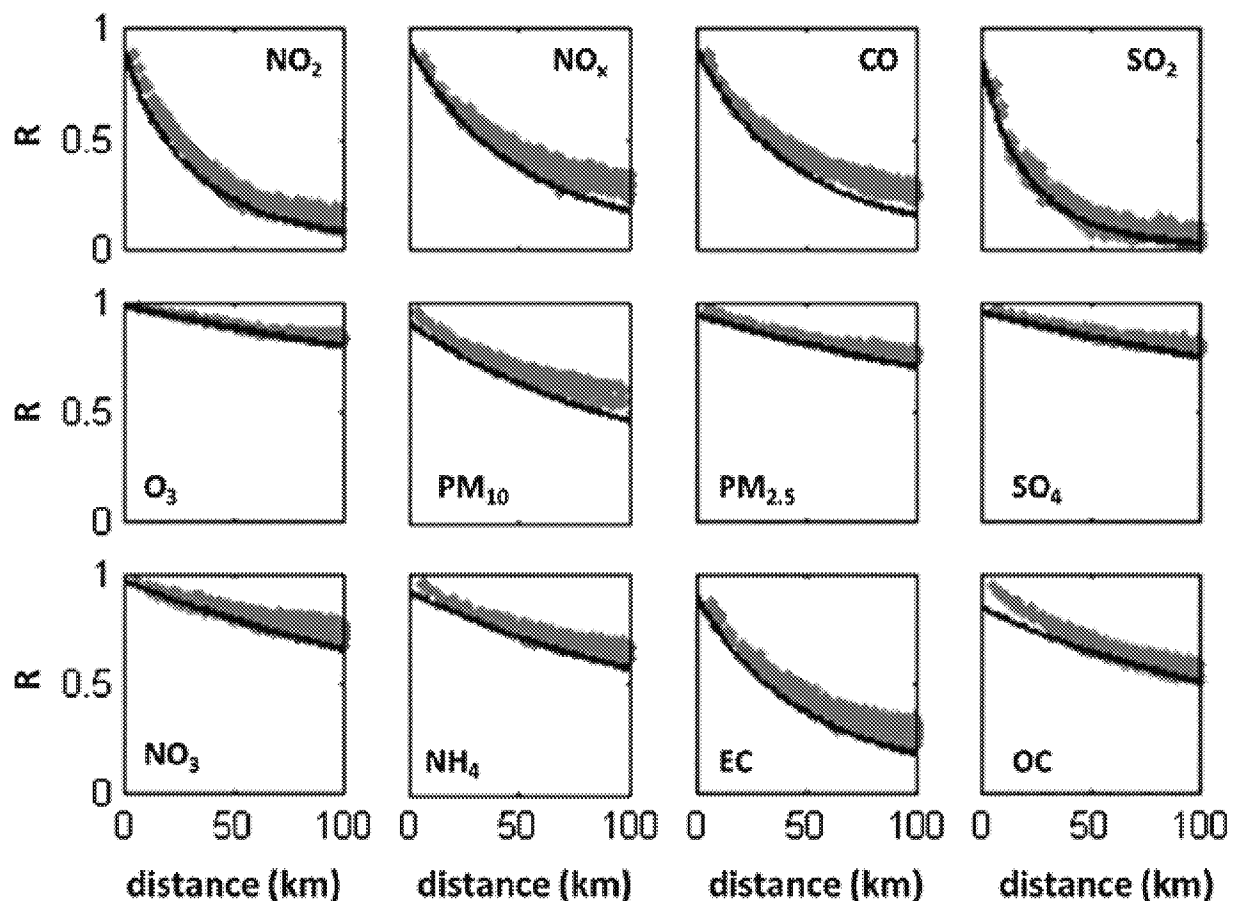 1
R
0.5
0
NO₂
NOₓ
CO
SO₂
1
R
0.5
0
O₃
PM₁₀
PM₂.₅
SO₄
1
R
0.5
0
NO₃
NH₄
EC
OC
0 50 100 0 50 100 0 50 100 0 50 100
distance (km) distance (km) distance (km) distance (km)